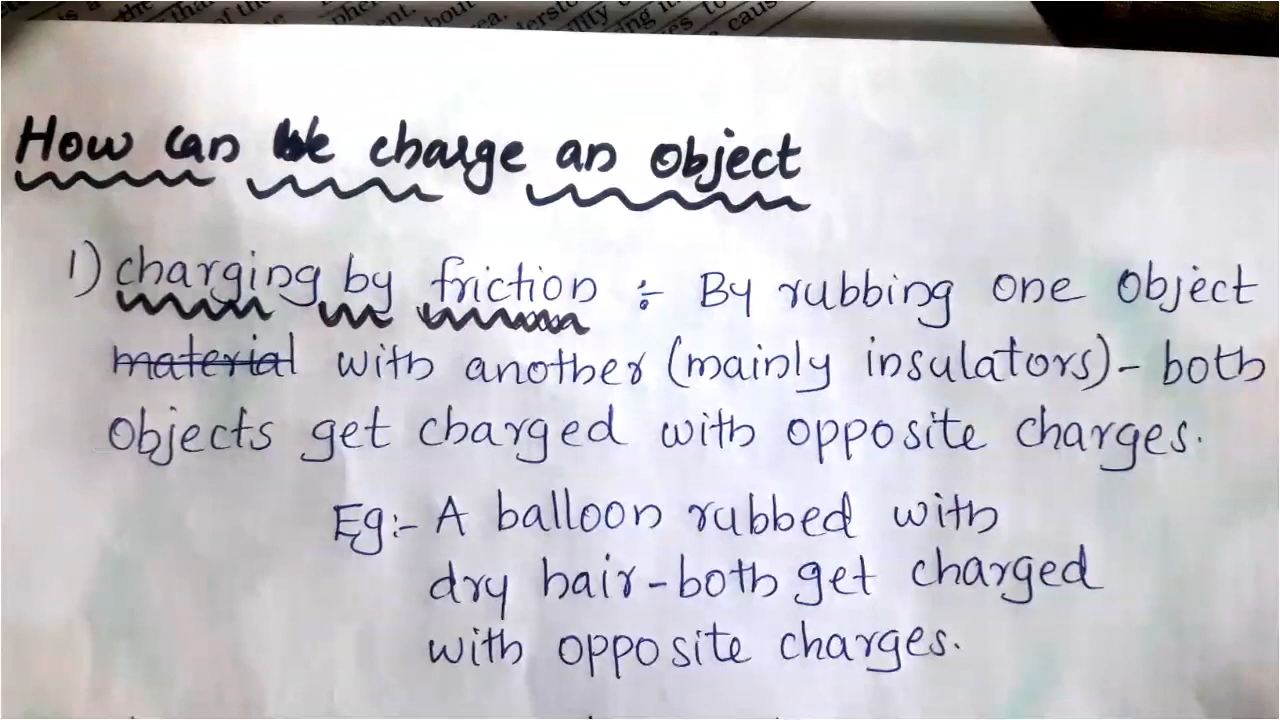 How can we charge an object
1) charging by friction :- By rubbing one object
material with another (mainly insulators) - both
objects get charged with opposite charges.
Eg:- A balloon rubbed with
dry hair - both get charged
with opposite charges.